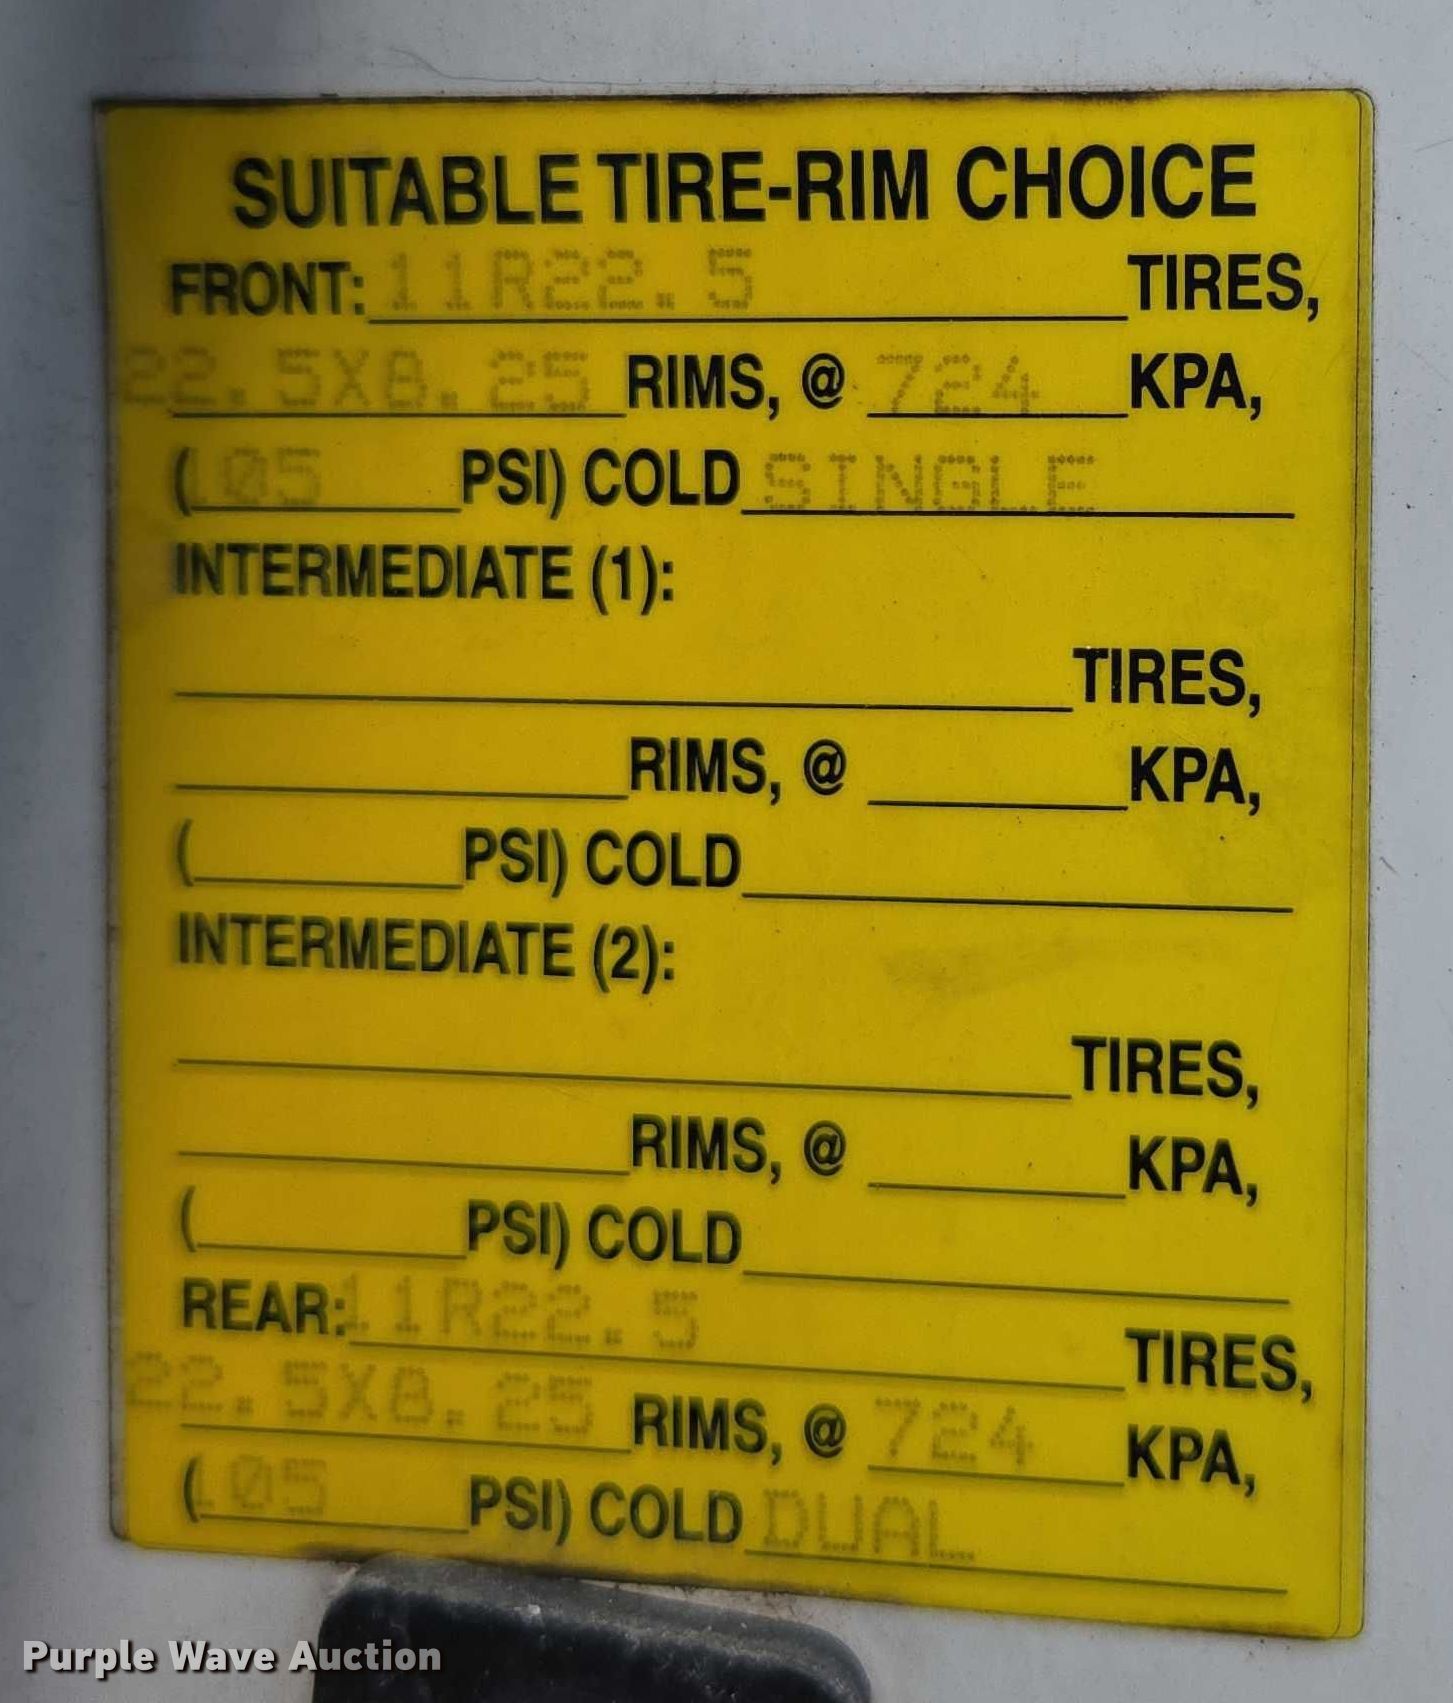 SUITABLE TIRE-RIM CHOICE
FRONT: 11R22.5 TIRES,
22.5X8.25 RIMS, @ 724 KPA,
(105 PSI) COLD SINGLE
INTERMEDIATE (1):
TIRES,
RIMS, @ KPA,
( PSI) COLD
INTERMEDIATE (2):
TIRES,
RIMS, @ KPA,
( PSI) COLD
REAR: 11R22.5 TIRES,
22.5X8.25 RIMS, @ 724 KPA,
(105 PSI) COLD DUAL
Purple Wave Auction